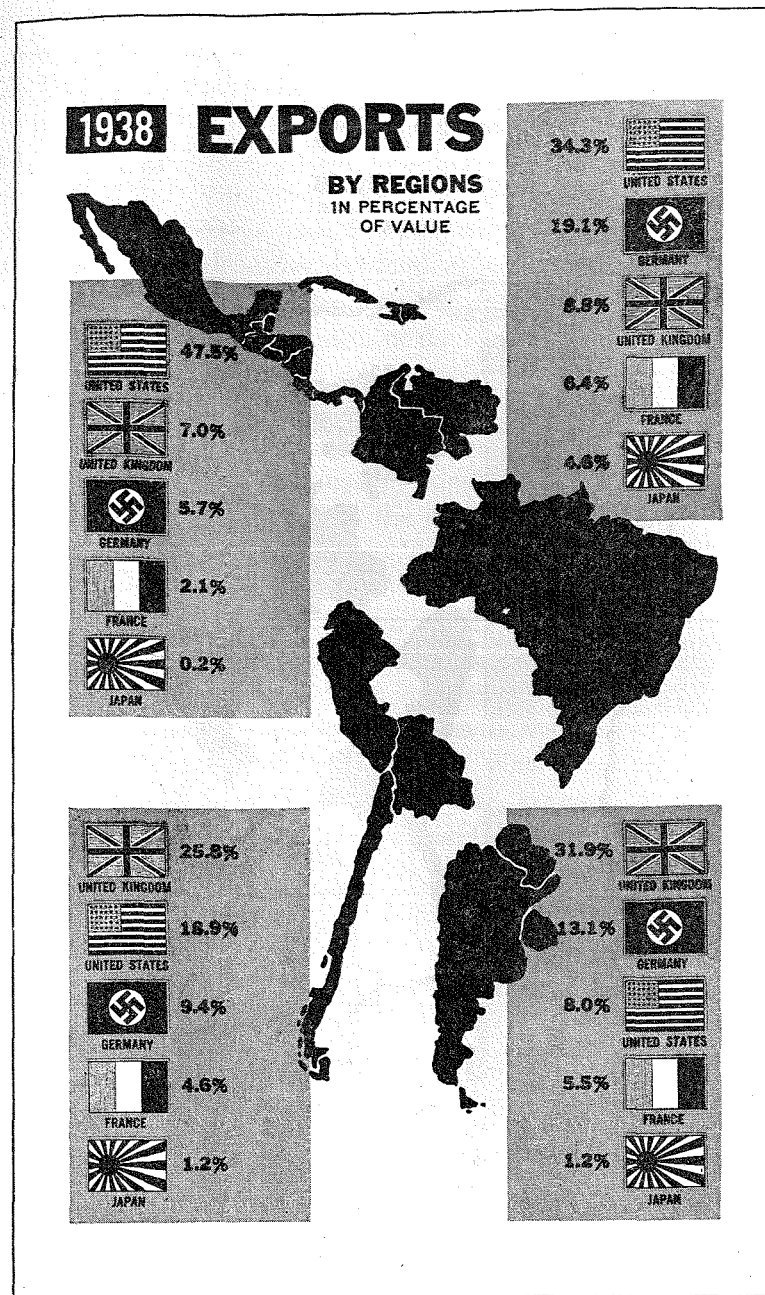 1938 EXPORTS
BY REGIONS
IN PERCENTAGE
OF VALUE
47.5%
UNITED STATES
7.0%
UNITED KINGDOM
5.7%
GERMANY
2.1%
FRANCE
0.2%
JAPAN
34.3%
UNITED STATES
19.1%
GERMANY
8.8%
UNITED KINGDOM
6.4%
FRANCE
4.6%
JAPAN
25.8%
UNITED KINGDOM
16.9%
UNITED STATES
9.4%
GERMANY
4.6%
FRANCE
1.2%
JAPAN
31.9%
UNITED KINGDOM
13.1%
GERMANY
8.0%
UNITED STATES
5.5%
FRANCE
1.2%
JAPAN